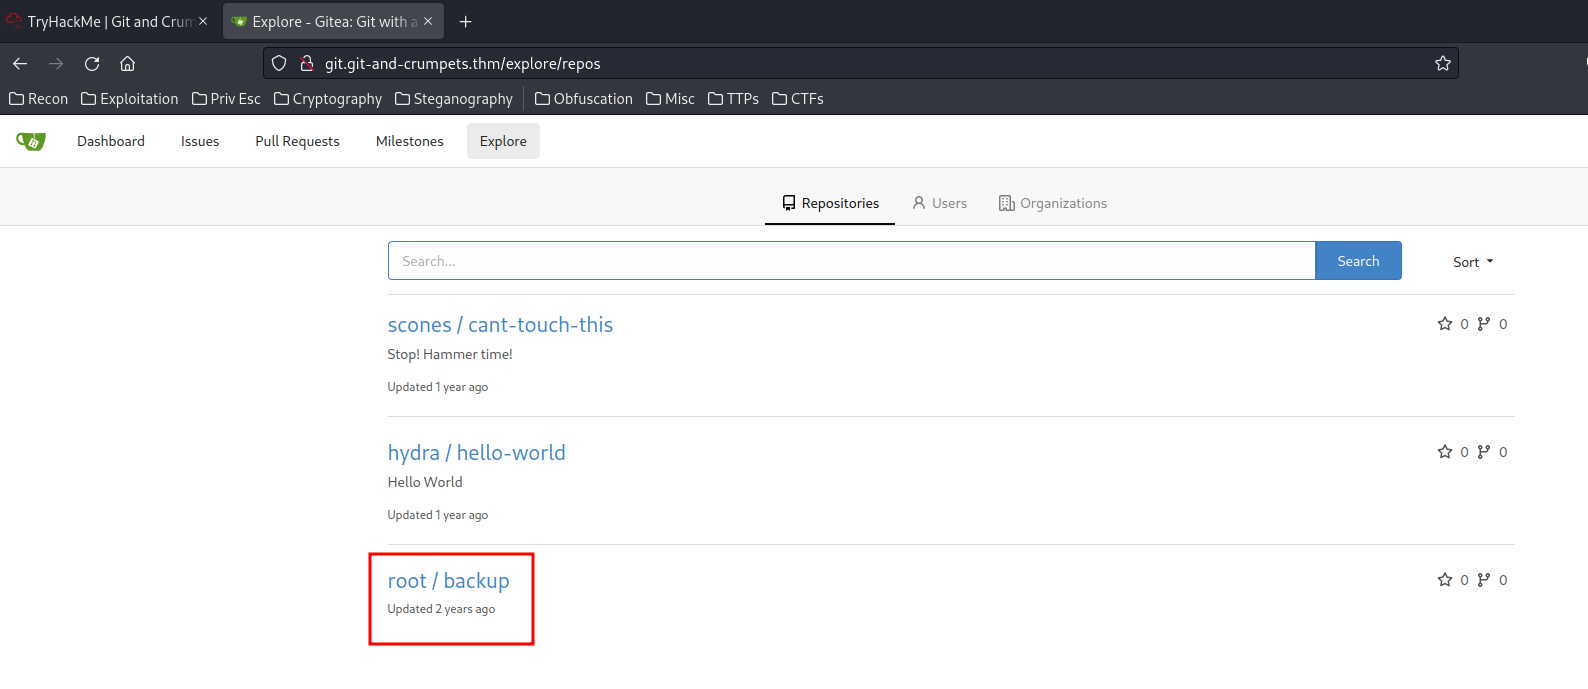 TryHackMe | Git and Crum
Explore - Gitea: Git with a
git.git-and-crumpets.thm/explore/repos
Recon Exploitation Priv Esc Cryptography Steganography Obfuscation Misc TTPs CTFs
Dashboard Issues Pull Requests Milestones Explore
Repositories Users Organizations
Search... Search Sort
scones / cant-touch-this 0 0
Stop! Hammer time!
Updated 1 year ago
hydra / hello-world 0 0
Hello World
Updated 1 year ago
root / backup 0 0
Updated 2 years ago